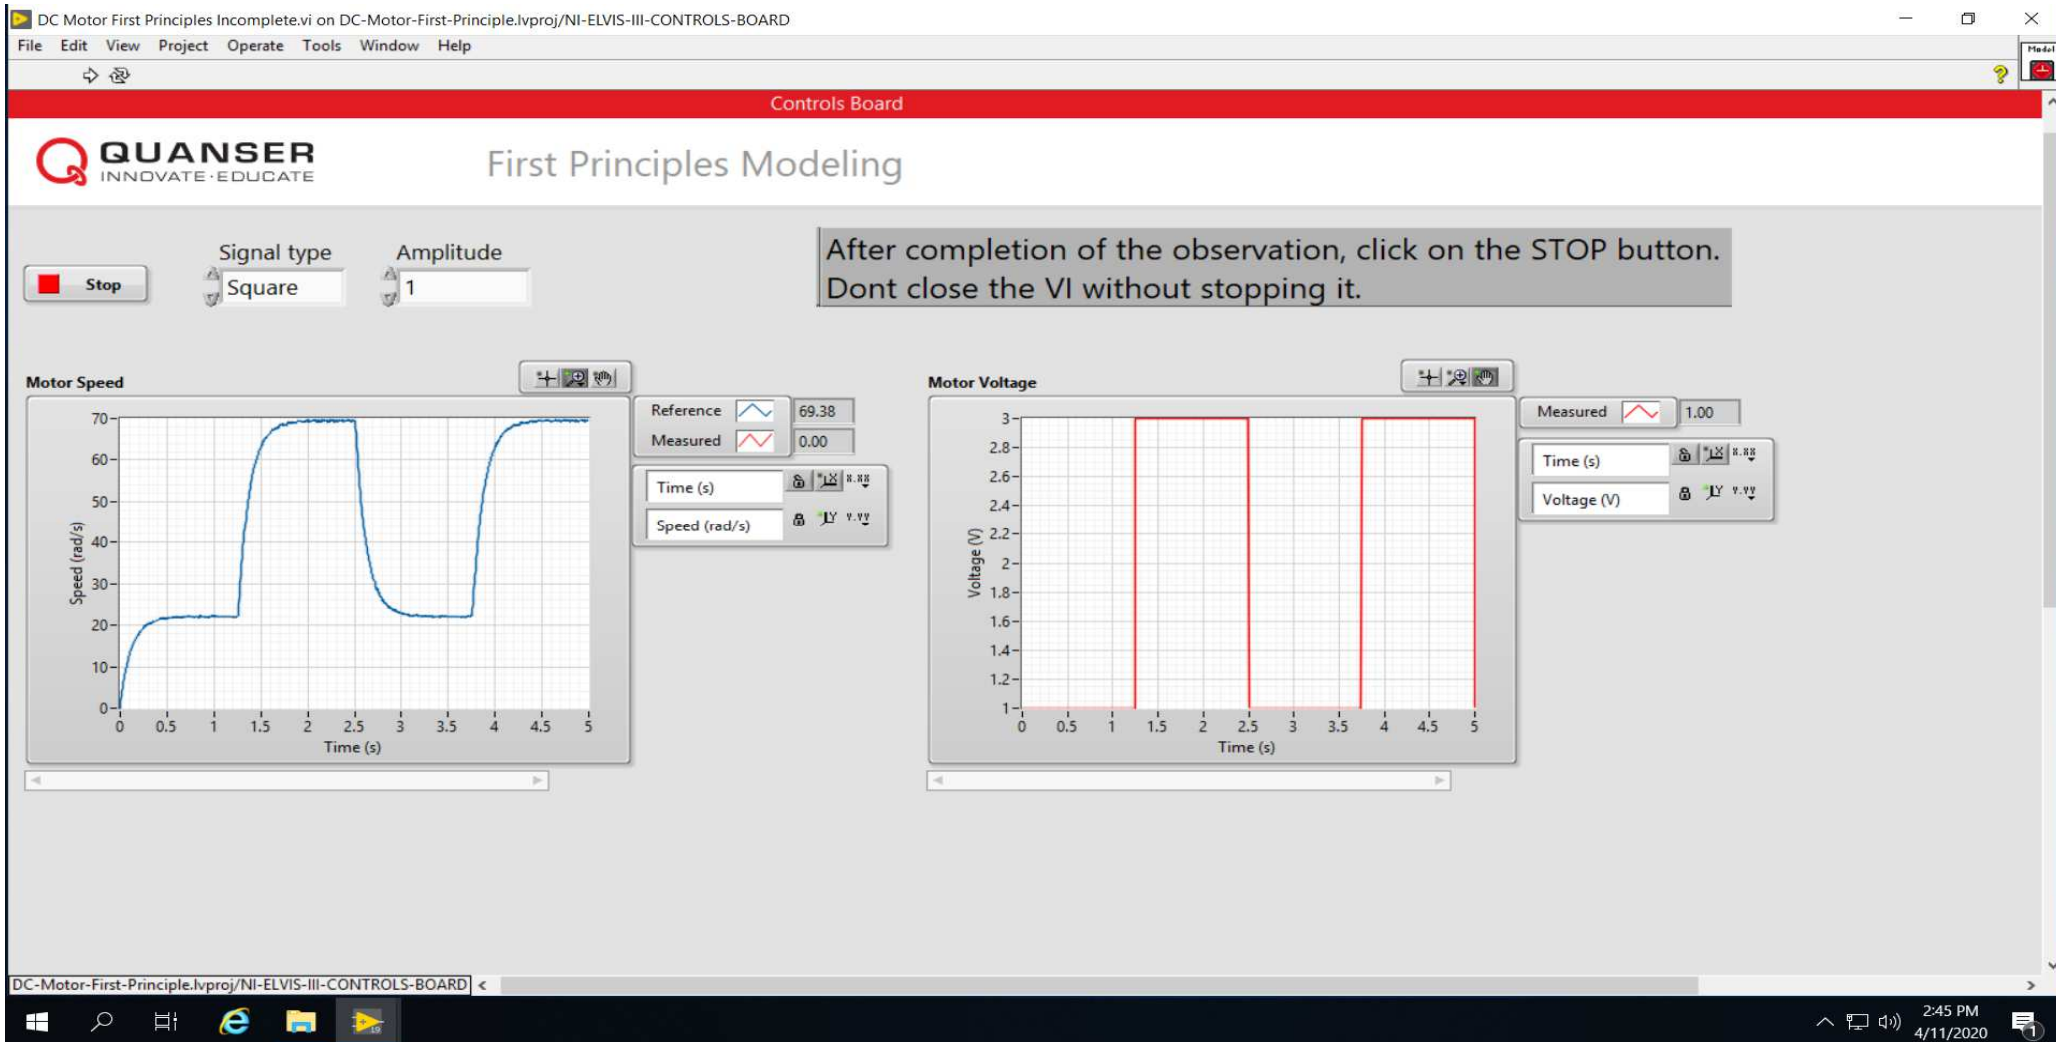 DC Motor First Principles Incomplete.vi on DC-Motor-First-Principle.lvproj/NI-ELVIS-III-CONTROLS-BOARD
File Edit View Project Operate Tools Window Help
Model
Controls Board
QUANSER
INNOVATE·EDUCATE
First Principles Modeling
Stop
Signal type
Square
Amplitude
1
After completion of the observation, click on the STOP button.
Dont close the VI without stopping it.
Motor Speed
70
60
50
40
30
20
10
0
Speed (rad/s)
0 0.5 1 1.5 2 2.5 3 3.5 4 4.5 5
Time (s)
Reference 69.38
Measured 0.00
Time (s)
Speed (rad/s)
Motor Voltage
3
2.8
2.6
2.4
2.2
2
1.8
1.6
1.4
1.2
1
Voltage (V)
0 0.5 1 1.5 2 2.5 3 3.5 4 4.5 5
Time (s)
Measured 1.00
Time (s)
Voltage (V)
DC-Motor-First-Principle.lvproj/NI-ELVIS-III-CONTROLS-BOARD
2:45 PM
4/11/2020
1